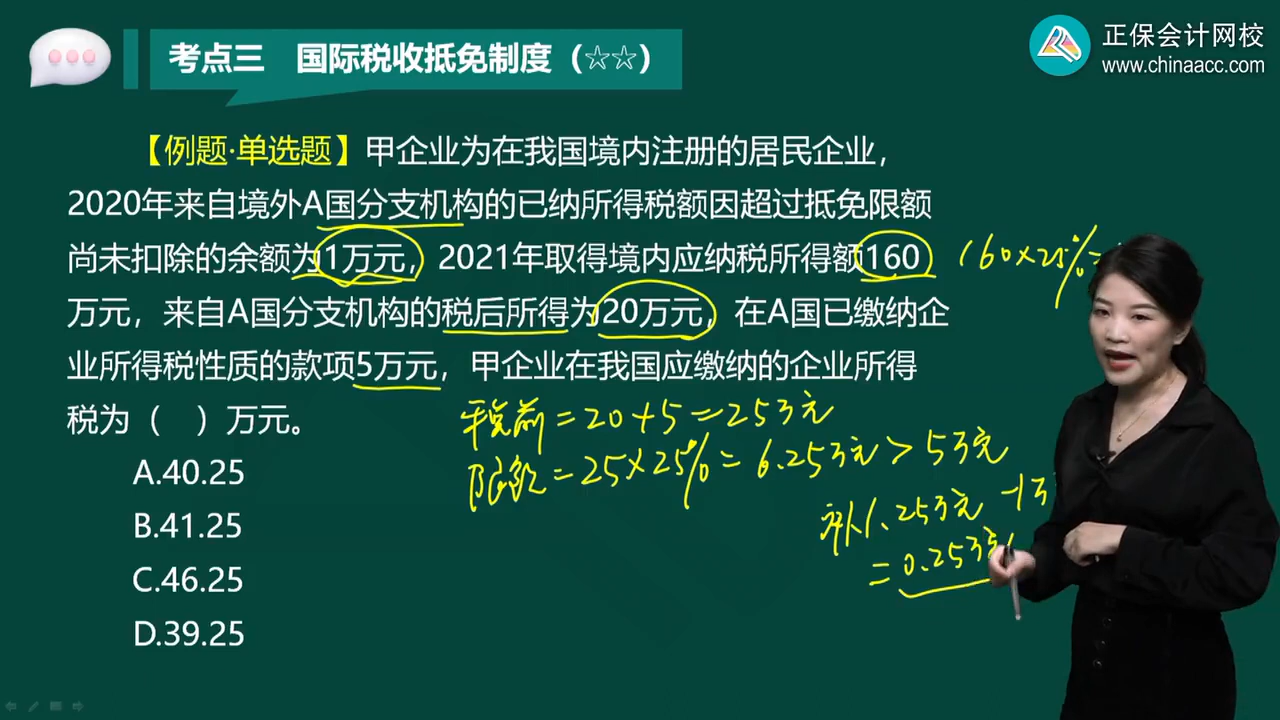 考点三 国际税收抵免制度（☆☆）
正保会计网校
www.chinaacc.com
【例题·单选题】甲企业为在我国境内注册的居民企业，
2020年来自境外A国分支机构的已纳所得税额因超过抵免限额
尚未扣除的余额为1万元，2021年取得境内应纳税所得额160
160×25%=
万元，来自A国分支机构的税后所得为20万元，在A国已缴纳企
业所得税性质的款项5万元，甲企业在我国应缴纳的企业所得
税为（ ）万元。
税前=20+5=25万元
限额=25×25%=6.25万元>5万元
补1.25万元-1万
=0.25万元
A.40.25
B.41.25
C.46.25
D.39.25